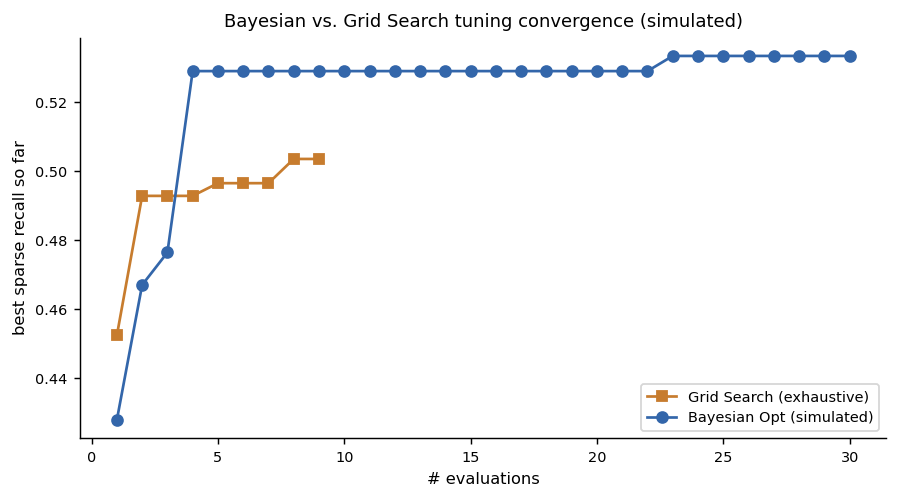 Bayesian vs. Grid Search tuning convergence (simulated)
best sparse recall so far
0.52
0.50
0.48
0.46
0.44
Grid Search (exhaustive)
Bayesian Opt (simulated)
0 5 10 15 20 25 30
# evaluations